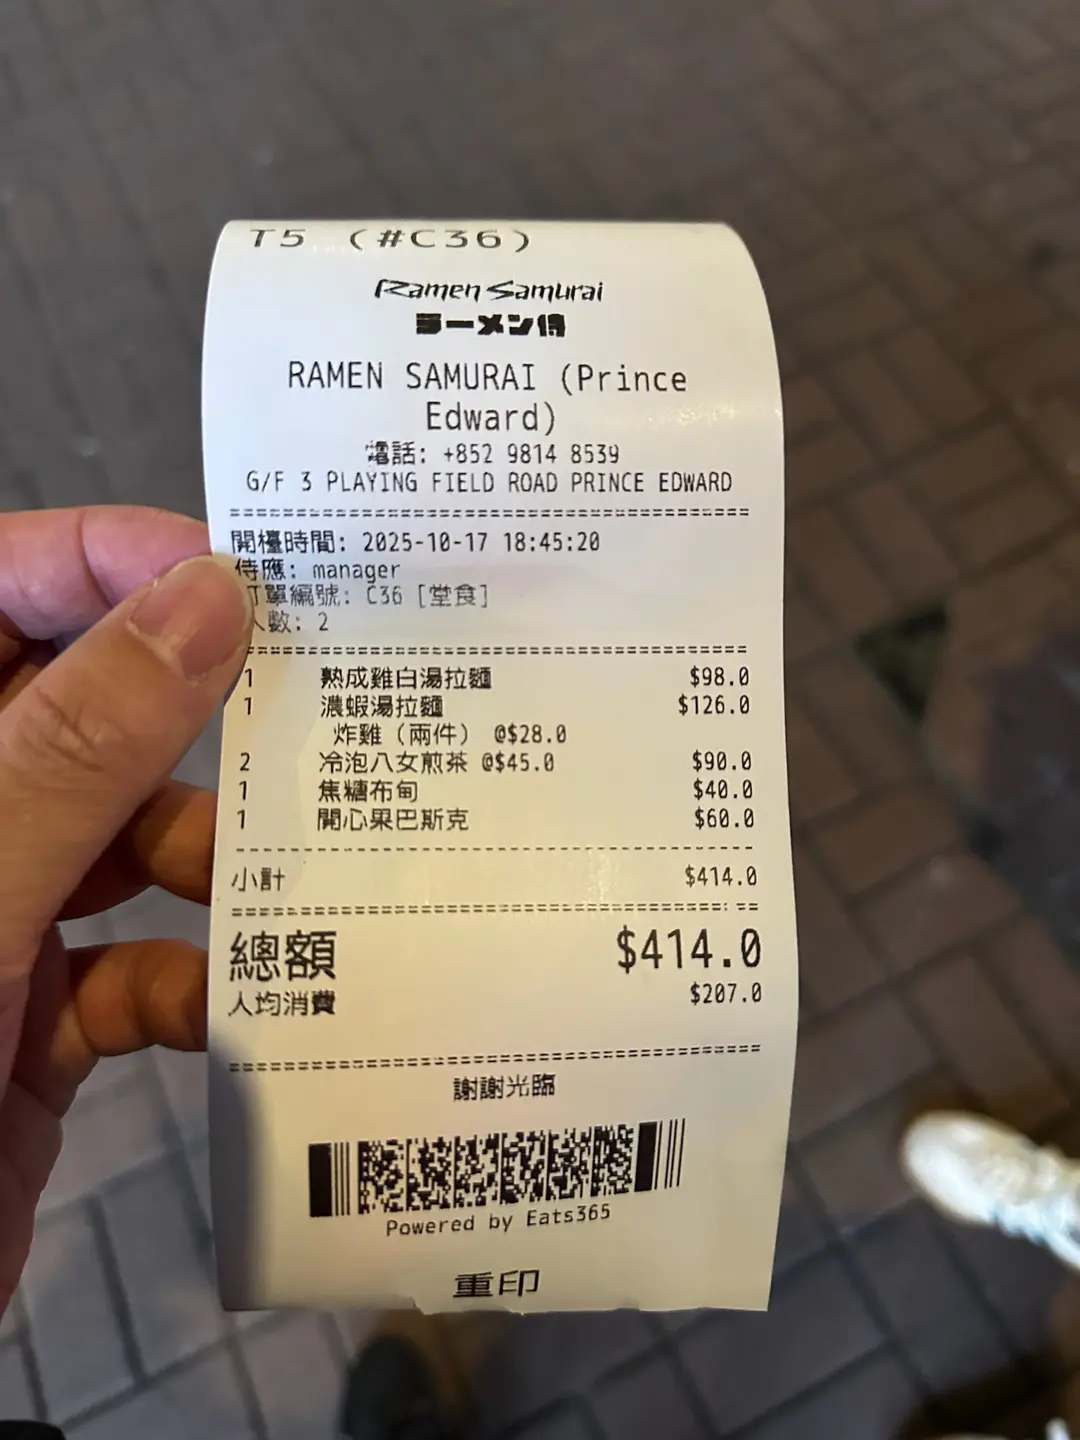 T5 (#C36)
Ramen Samurai
ラーメン侍
RAMEN SAMURAI (Prince
Edward)
電話: +852 9814 8539
G/F 3 PLAYING FIELD ROAD PRINCE EDWARD
開檯時間: 2025-10-17 18:45:20
侍應: manager
訂單編號: C36 [堂食]
人數: 2
1 熟成雞白湯拉麵 $98.0
1 濃蝦湯拉麵 $126.0
炸雞（兩件） @$28.0
2 冷泡八女煎茶 @$45.0 $90.0
1 焦糖布甸 $40.0
1 開心果巴斯克 $60.0
小計 $414.0
總額 $414.0
人均消費 $207.0
謝謝光臨
Powered by Eats365
重印